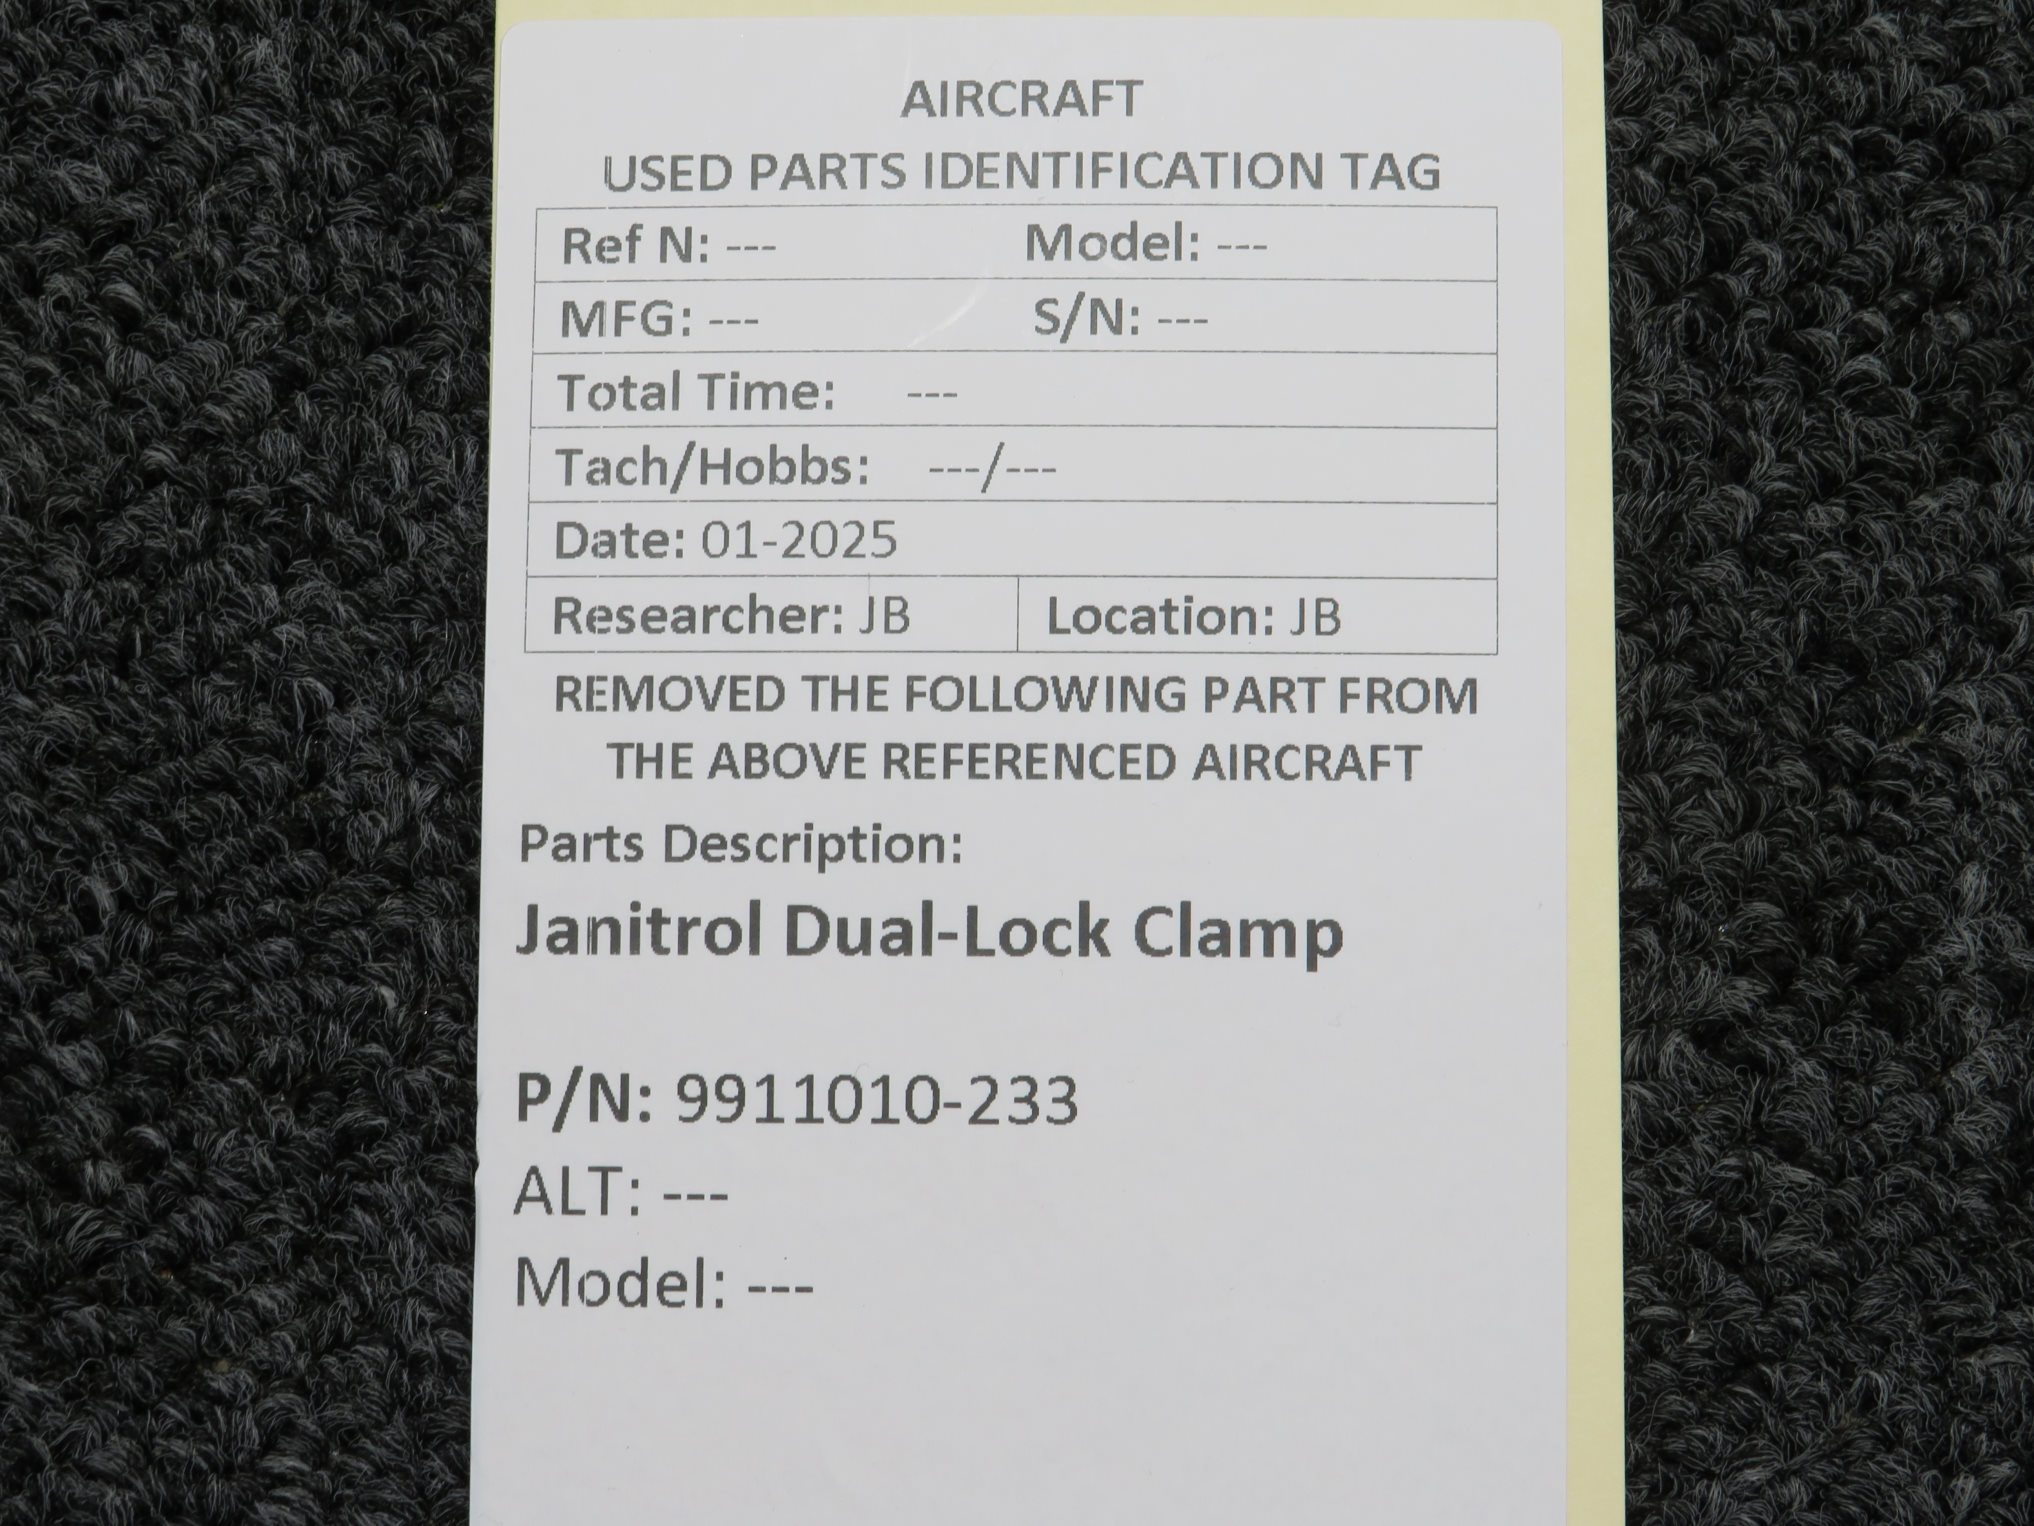 AIRCRAFT
USED PARTS IDENTIFICATION TAG
Ref N: --- Model: ---
MFG: --- S/N: ---
Total Time: ---
Tach/Hobbs: ---/---
Date: 01-2025
Researcher: JB Location: JB
REMOVED THE FOLLOWING PART FROM
THE ABOVE REFERENCED AIRCRAFT
Parts Description:
Janitrol Dual-Lock Clamp
P/N: 9911010-233
ALT: ---
Model: ---